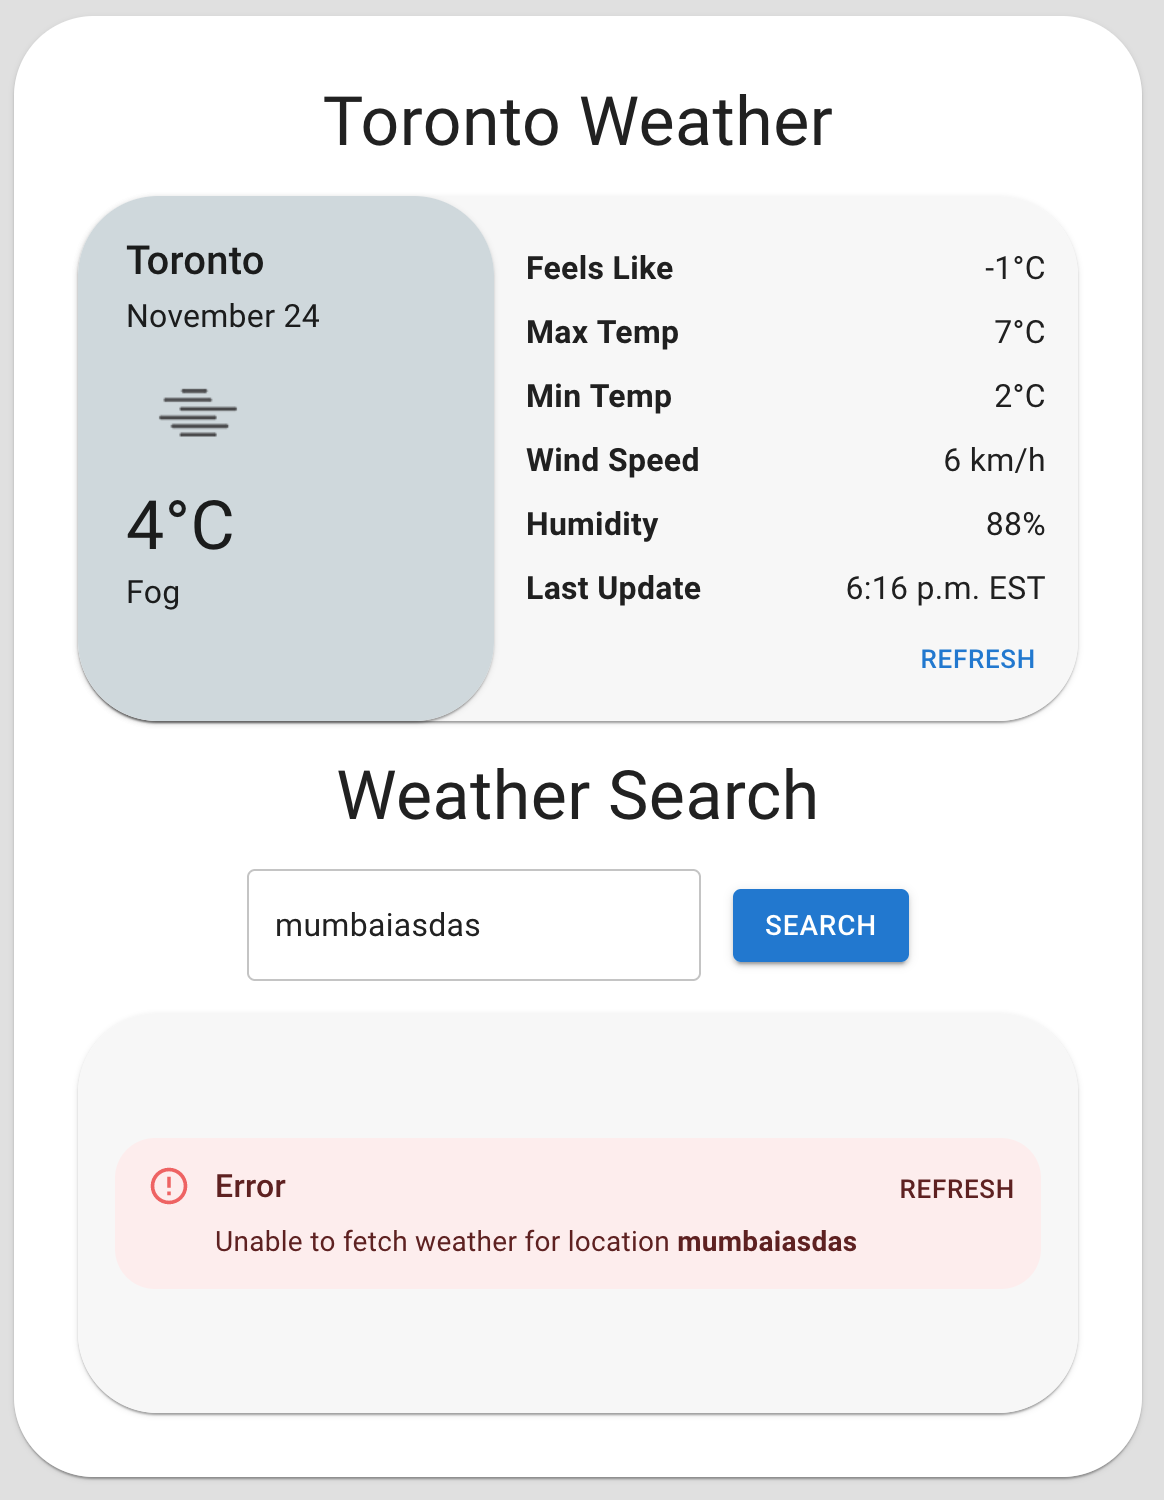 Toronto Weather
Toronto
November 24
4°C
Fog
Feels Like -1°C
Max Temp 7°C
Min Temp 2°C
Wind Speed 6 km/h
Humidity 88%
Last Update 6:16 p.m. EST
REFRESH
Weather Search
mumbaiasdas
SEARCH
Error
REFRESH
Unable to fetch weather for location mumbaiasdas